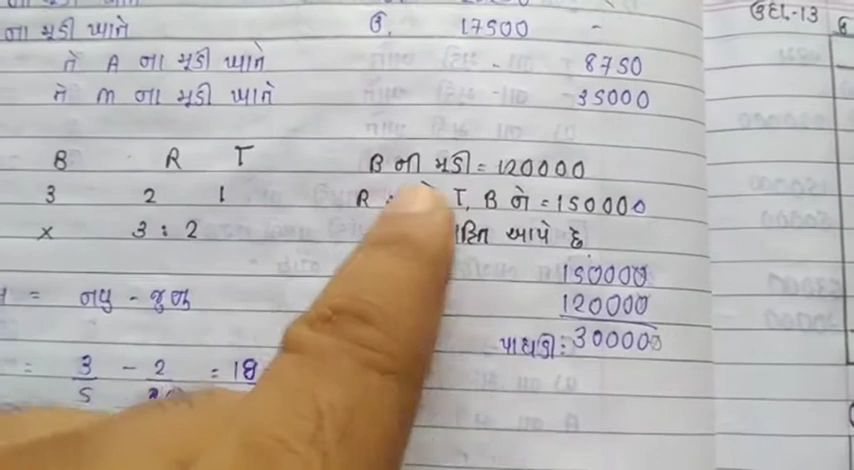 ના મૂડી ખાતે ઉ. 17500 -
તે A ના મૂડી ખાતે - 8750
તે m ના મૂડી ખાતે - 35000
ઉદા.-13
B R T B ની મૂડી = 120000
3 2 1 R T, B ને = 150000
x 3 : 2 આપે છે
150000
120000
= નવુ - જુનુ
પાઘડી : 300000
= 3/5 - 2 = 18